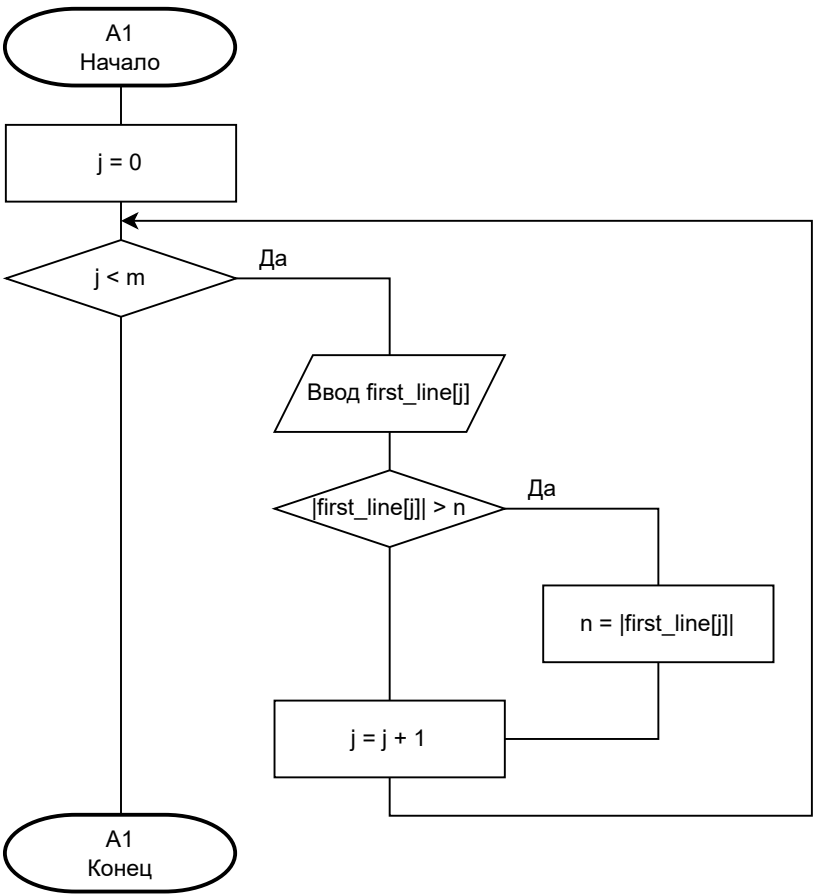 A1
Начало
j = 0
j < m
Да
Ввод first_line[j]
|first_line[j]| > n
Да
n = |first_line[j]|
j = j + 1
A1
Конец